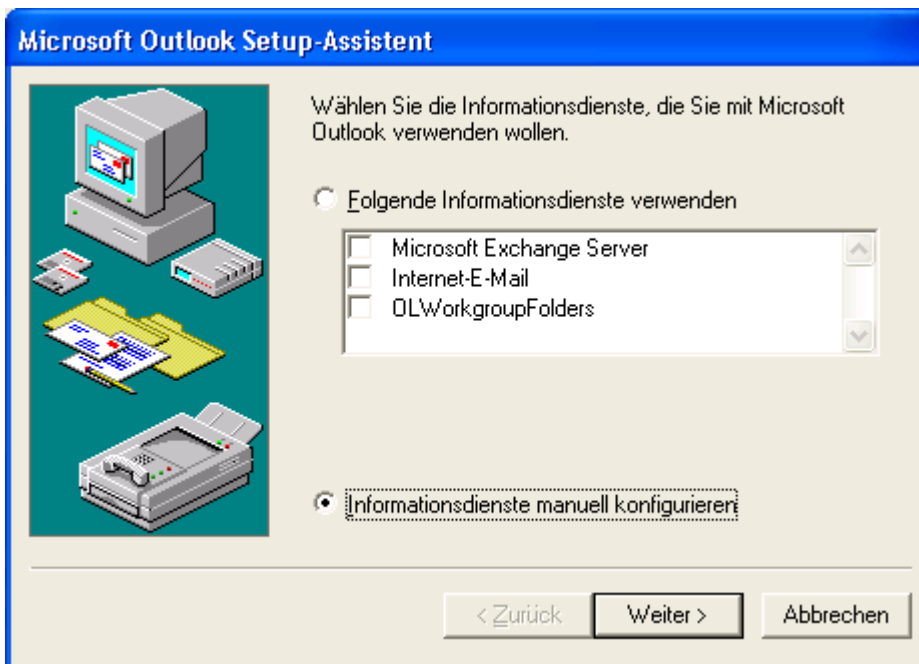 Microsoft Outlook Setup-Assistent
Wählen Sie die Informationsdienste, die Sie mit Microsoft
Outlook verwenden wollen.
Folgende Informationsdienste verwenden
Microsoft Exchange Server
Internet-E-Mail
OLWorkgroupFolders
Informationsdienste manuell konfigurieren
< Zurück Weiter > Abbrechen